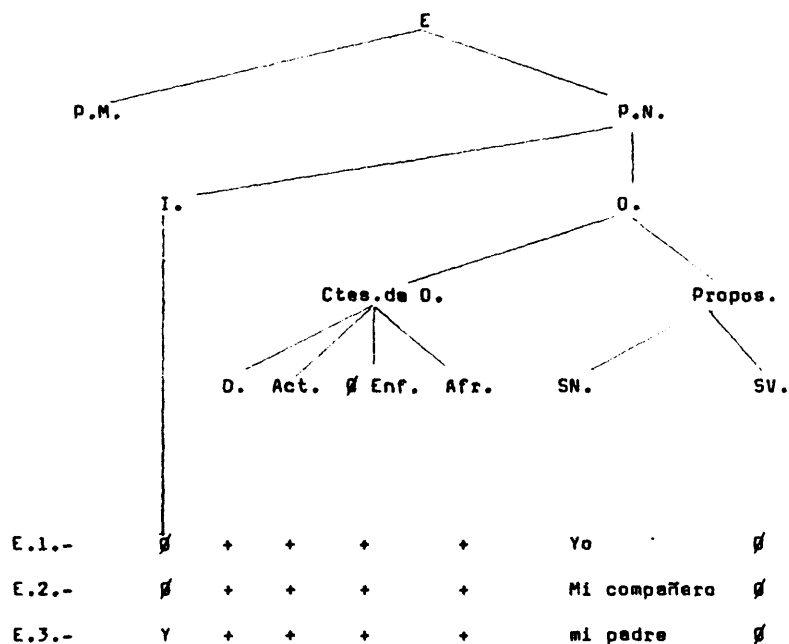 E
P.M. P.N.
I. O.
Ctes.de O. Propos.
D. Act. Ø Enf. Afr. SN. SV.
E.1.- Ø + + + + Yo Ø
E.2.- Ø + + + + Mi compañero Ø
E.3.- Y + + + + mi padre Ø